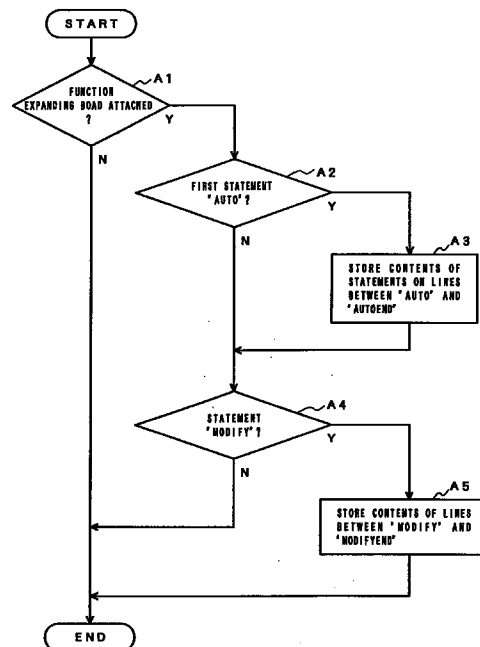 START
A1
FUNCTION
EXPANDING BOAD ATTACHED
?
Y
N
A2
FIRST STATEMENT
"AUTO"?
Y
N
A3
STORE CONTENTS OF
STATEMENTS ON LINES
BETWEEN "AUTO" AND
"AUTOEND"
A4
STATEMENT
"MODIFY"?
Y
N
A5
STORE CONTENTS OF LINES
BETWEEN "MODIFY" AND
"MODIFYEND"
END